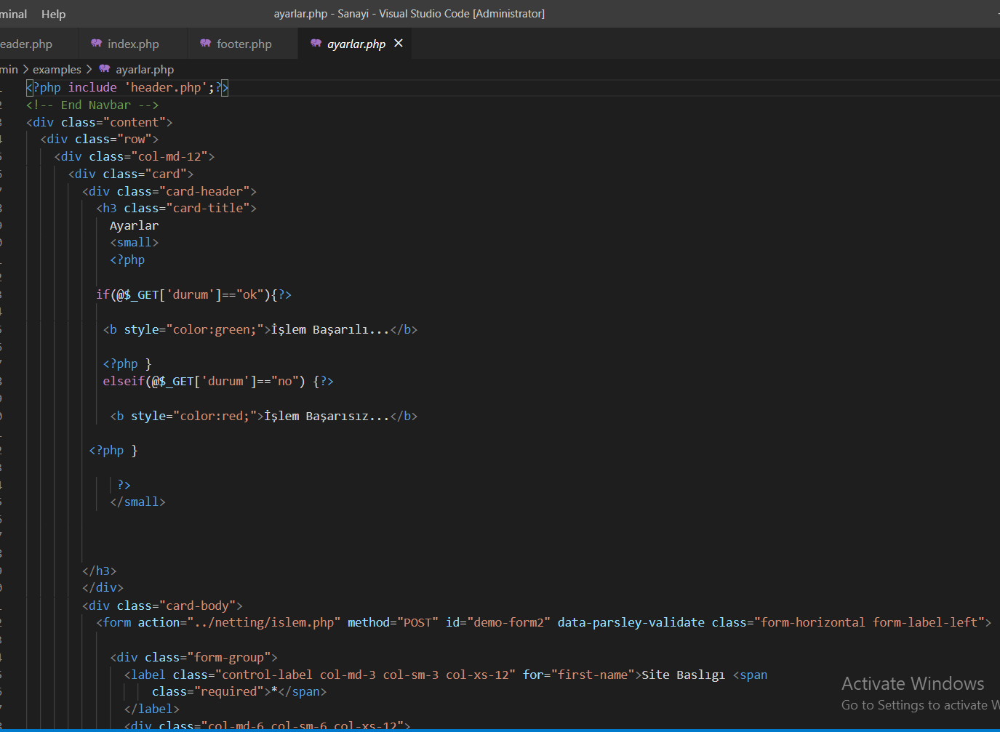 minal Help ayarlar.php - Sanayi - Visual Studio Code [Administrator]
eader.php index.php footer.php ayarlar.php
min > examples > ayarlar.php
<?php include 'header.php';?>
<!-- End Navbar -->
<div class="content">
<div class="row">
<div class="col-md-12">
<div class="card">
<div class="card-header">
<h3 class="card-title">
Ayarlar
<small>
<?php
if(@$_GET['durum']=="ok"){?>
<b style="color:green;">İşlem Başarılı...</b>
<?php }
elseif(@$_GET['durum']=="no") {?>
<b style="color:red;">İşlem Başarısız...</b>
<?php }
?>
</small>
</h3>
</div>
<div class="card-body">
<form action="../netting/islem.php" method="POST" id="demo-form2" data-parsley-validate class="form-horizontal form-label-left">
<div class="form-group">
<label class="control-label col-md-3 col-sm-3 col-xs-12" for="first-name">Site Baslıgı <span
class="required">*</span>
</label>
<div class="col-md-6 col-sm-6 col-xs-12">
Activate Windows
Go to Settings to activate W